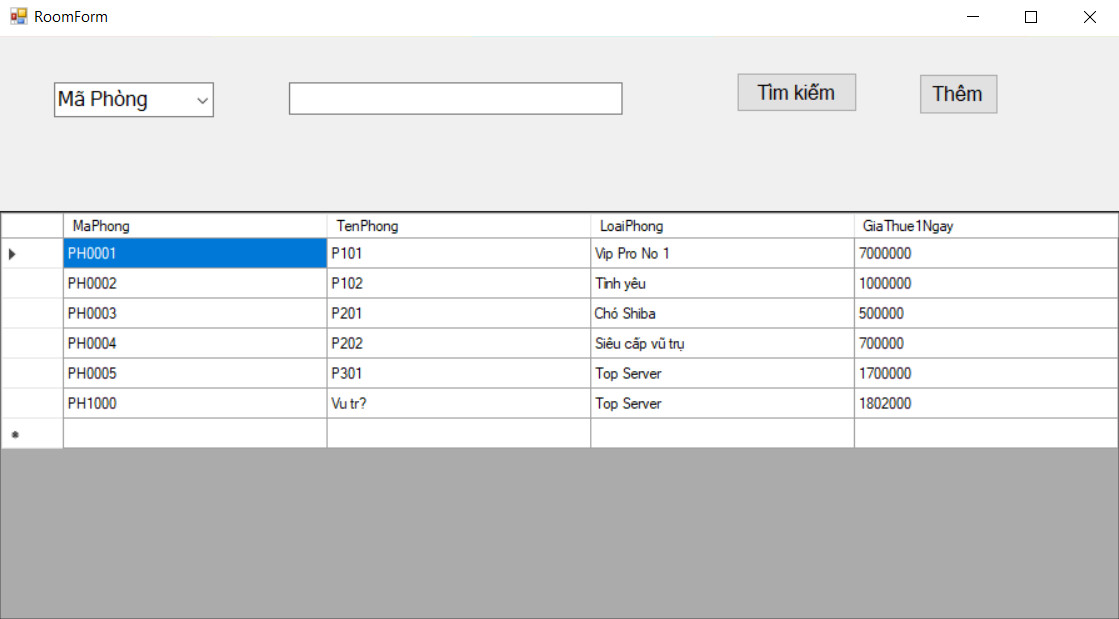 RoomForm
Mã Phòng Tìm kiếm Thêm
MaPhong TenPhong LoaiPhong GiaThue1Ngay
PH0001 P101 Vip Pro No 1 7000000
PH0002 P102 Tình yêu 1000000
PH0003 P201 Chó Shiba 500000
PH0004 P202 Siêu cấp vũ trụ 700000
PH0005 P301 Top Server 1700000
PH1000 Vu tr? Top Server 1802000